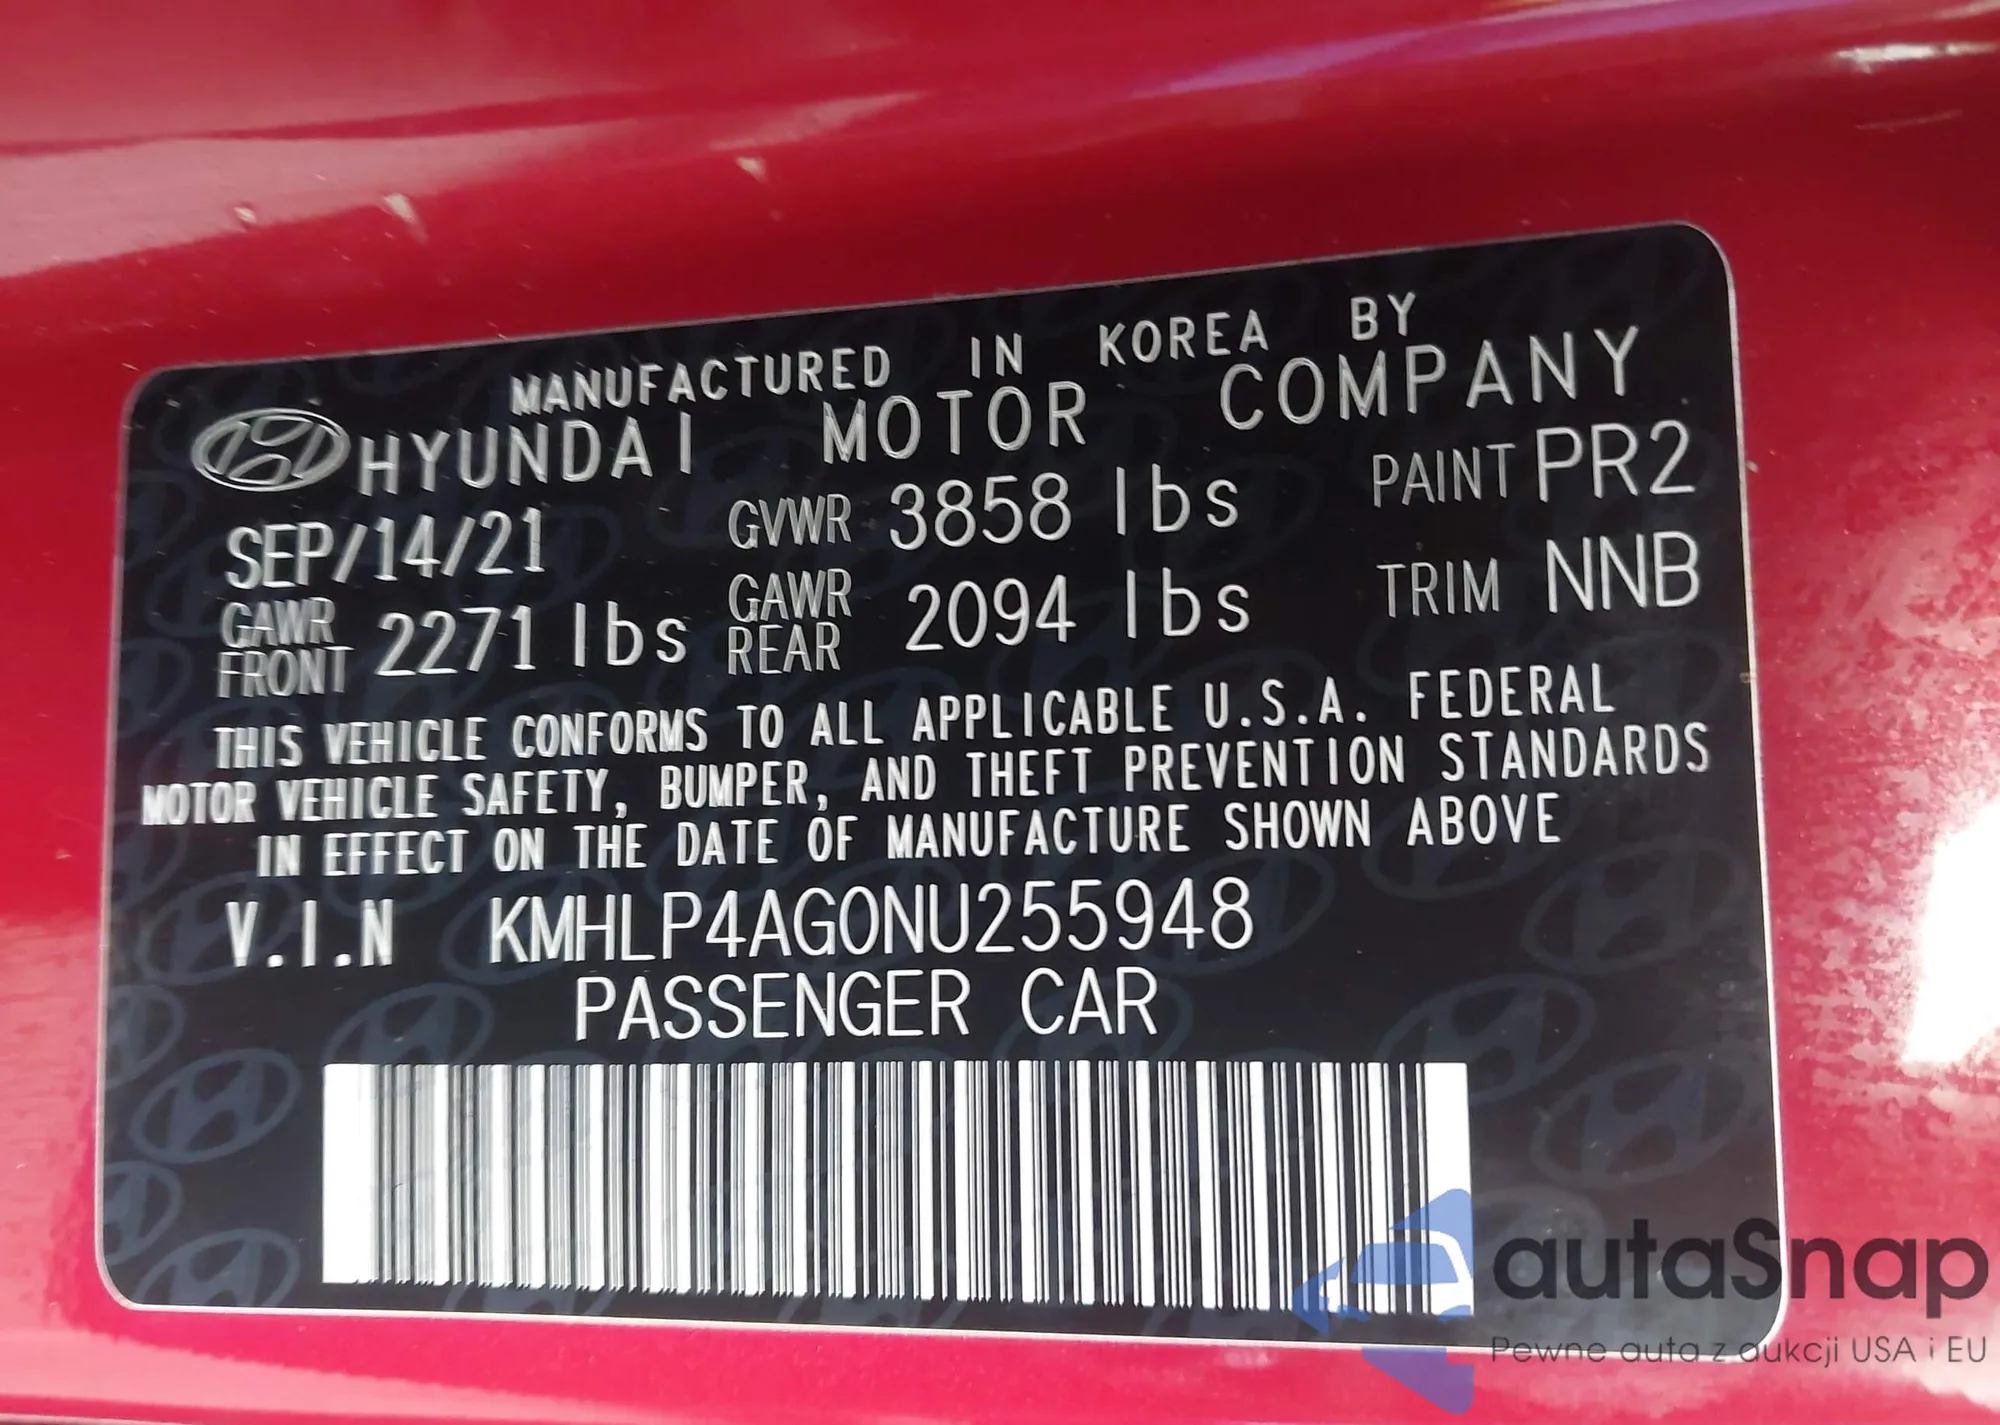 MANUFACTURED IN KOREA BY
HYUNDAI MOTOR COMPANY
SEP/14/21 GVWR 3858 lbs PAINT PR2
GAWR FRONT 2271 lbs GAWR REAR 2094 lbs TRIM NNB
THIS VEHICLE CONFORMS TO ALL APPLICABLE U.S.A. FEDERAL
MOTOR VEHICLE SAFETY, BUMPER, AND THEFT PREVENTION STANDARDS
IN EFFECT ON THE DATE OF MANUFACTURE SHOWN ABOVE
V.I.N KMHLP4AG0NU255948
PASSENGER CAR
autaSnap
Pewne auta z aukcji USA i EU